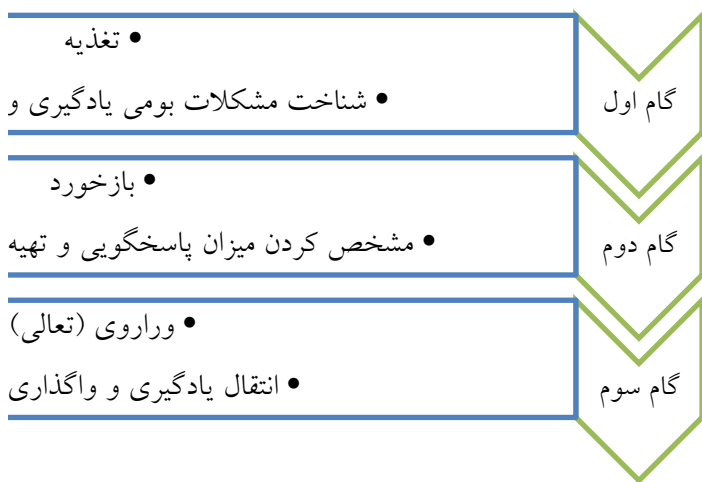 گام اول
• تغذیه
• شناخت مشکلات بومی یادگیری و
گام دوم
• بازخورد
• مشخص کردن میزان پاسخگویی و تهیه
گام سوم
• وراروی (تعالی)
• انتقال یادگیری و واگذاری